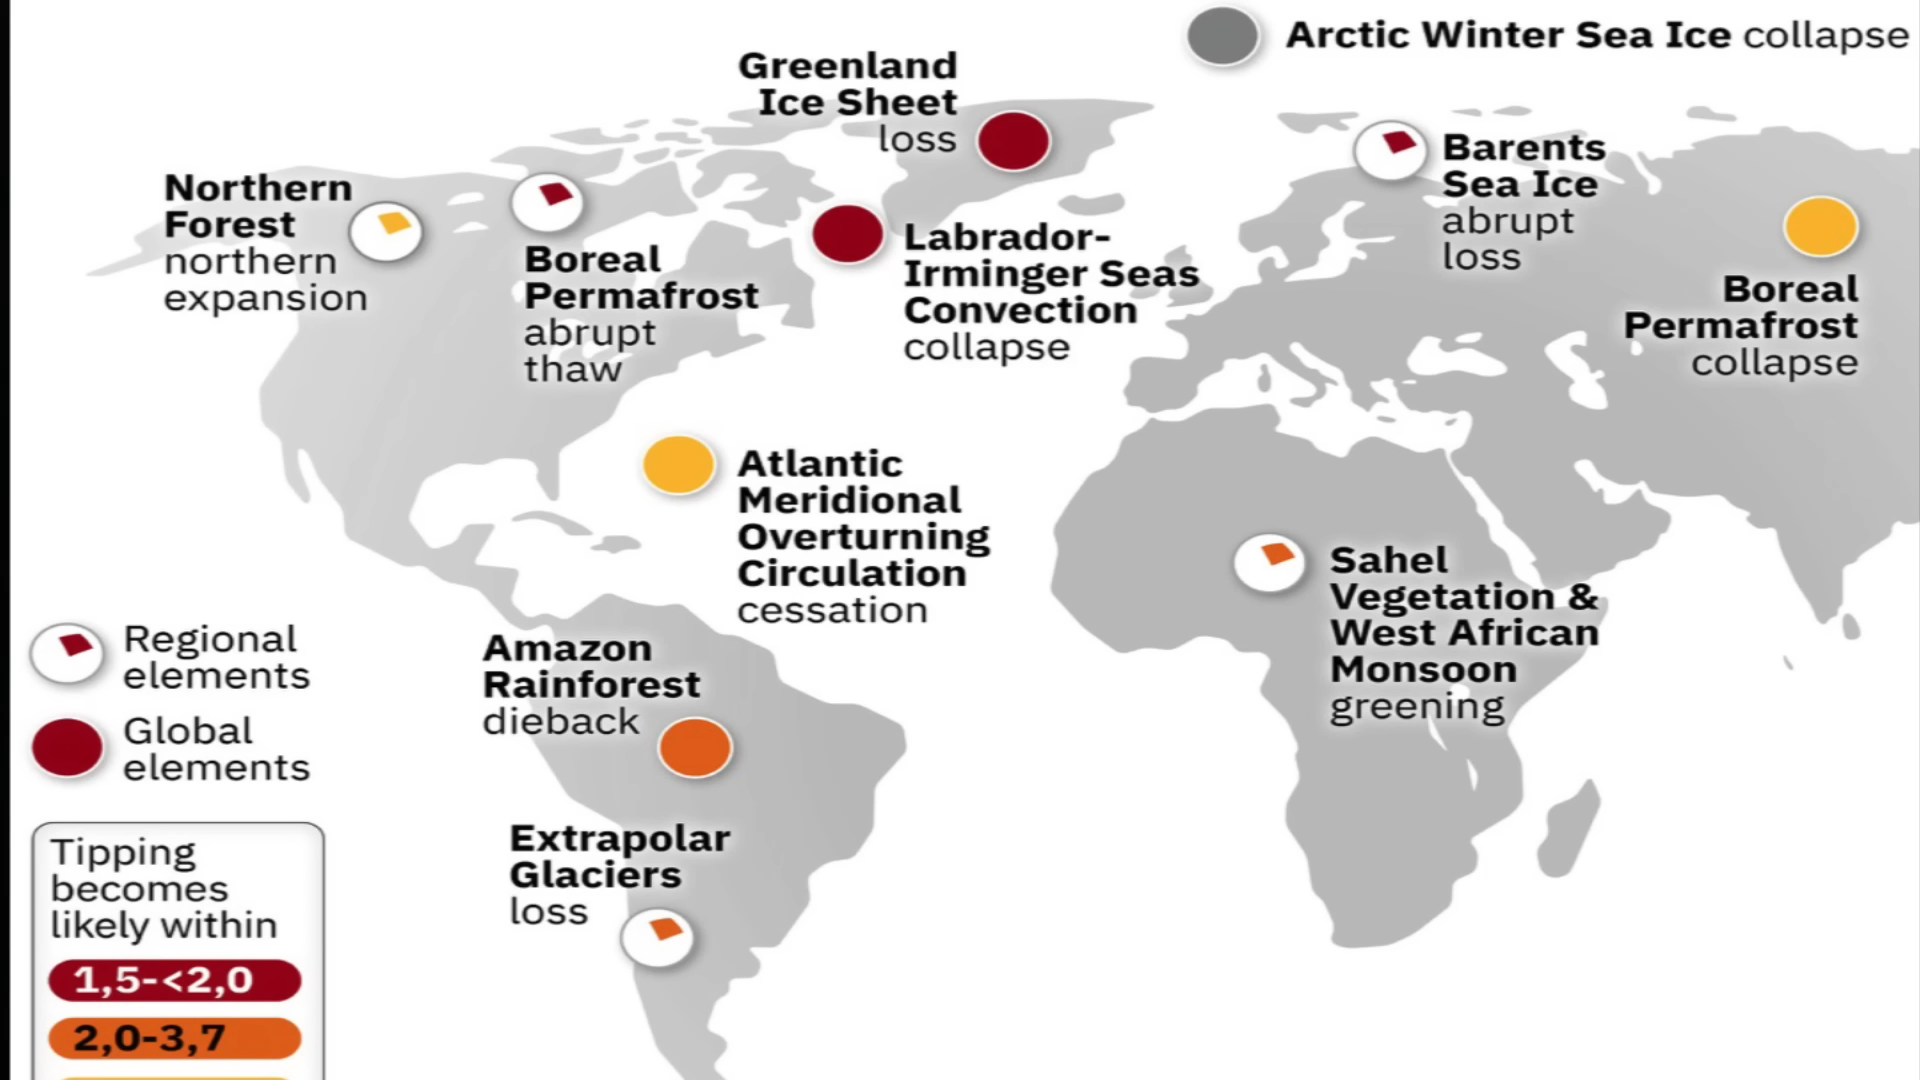 Arctic Winter Sea Ice collapse
Greenland
Ice Sheet
loss
Barents
Sea Ice
abrupt
loss
Northern
Forest
northern
expansion
Boreal
Permafrost
abrupt
thaw
Labrador-
Irminger Seas
Convection
collapse
Boreal
Permafrost
collapse
Atlantic
Meridional
Overturning
Circulation
cessation
Sahel
Vegetation &
West African
Monsoon
greening
Amazon
Rainforest
dieback
Extrapolar
Glaciers
loss
Regional
elements
Global
elements
Tipping
becomes
likely within
1,5-<2,0
2,0-3,7